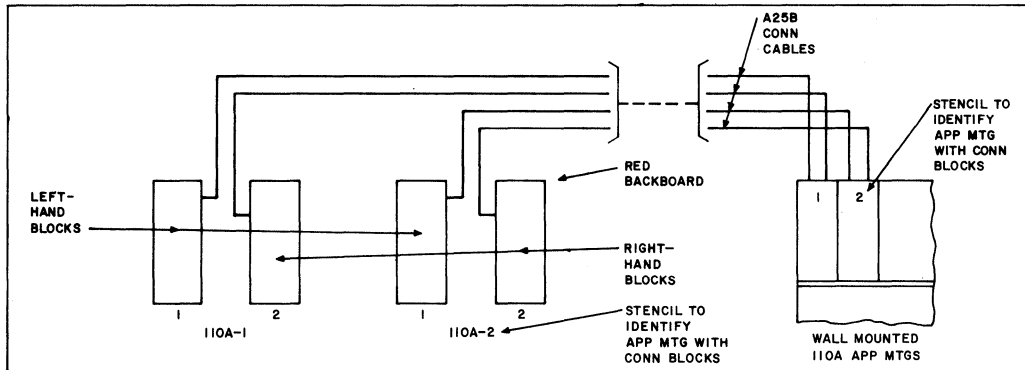 A25B
CONN
CABLES
STENCIL TO
IDENTIFY
APP MTG
WITH CONN
BLOCKS
RED
BACKBOARD
LEFT-
HAND
BLOCKS
1
2
RIGHT-
HAND
BLOCKS
1
2
1
2
110A-1
110A-2
STENCIL TO
IDENTIFY
APP MTG WITH
CONN BLOCKS
WALL MOUNTED
110A APP MTGS